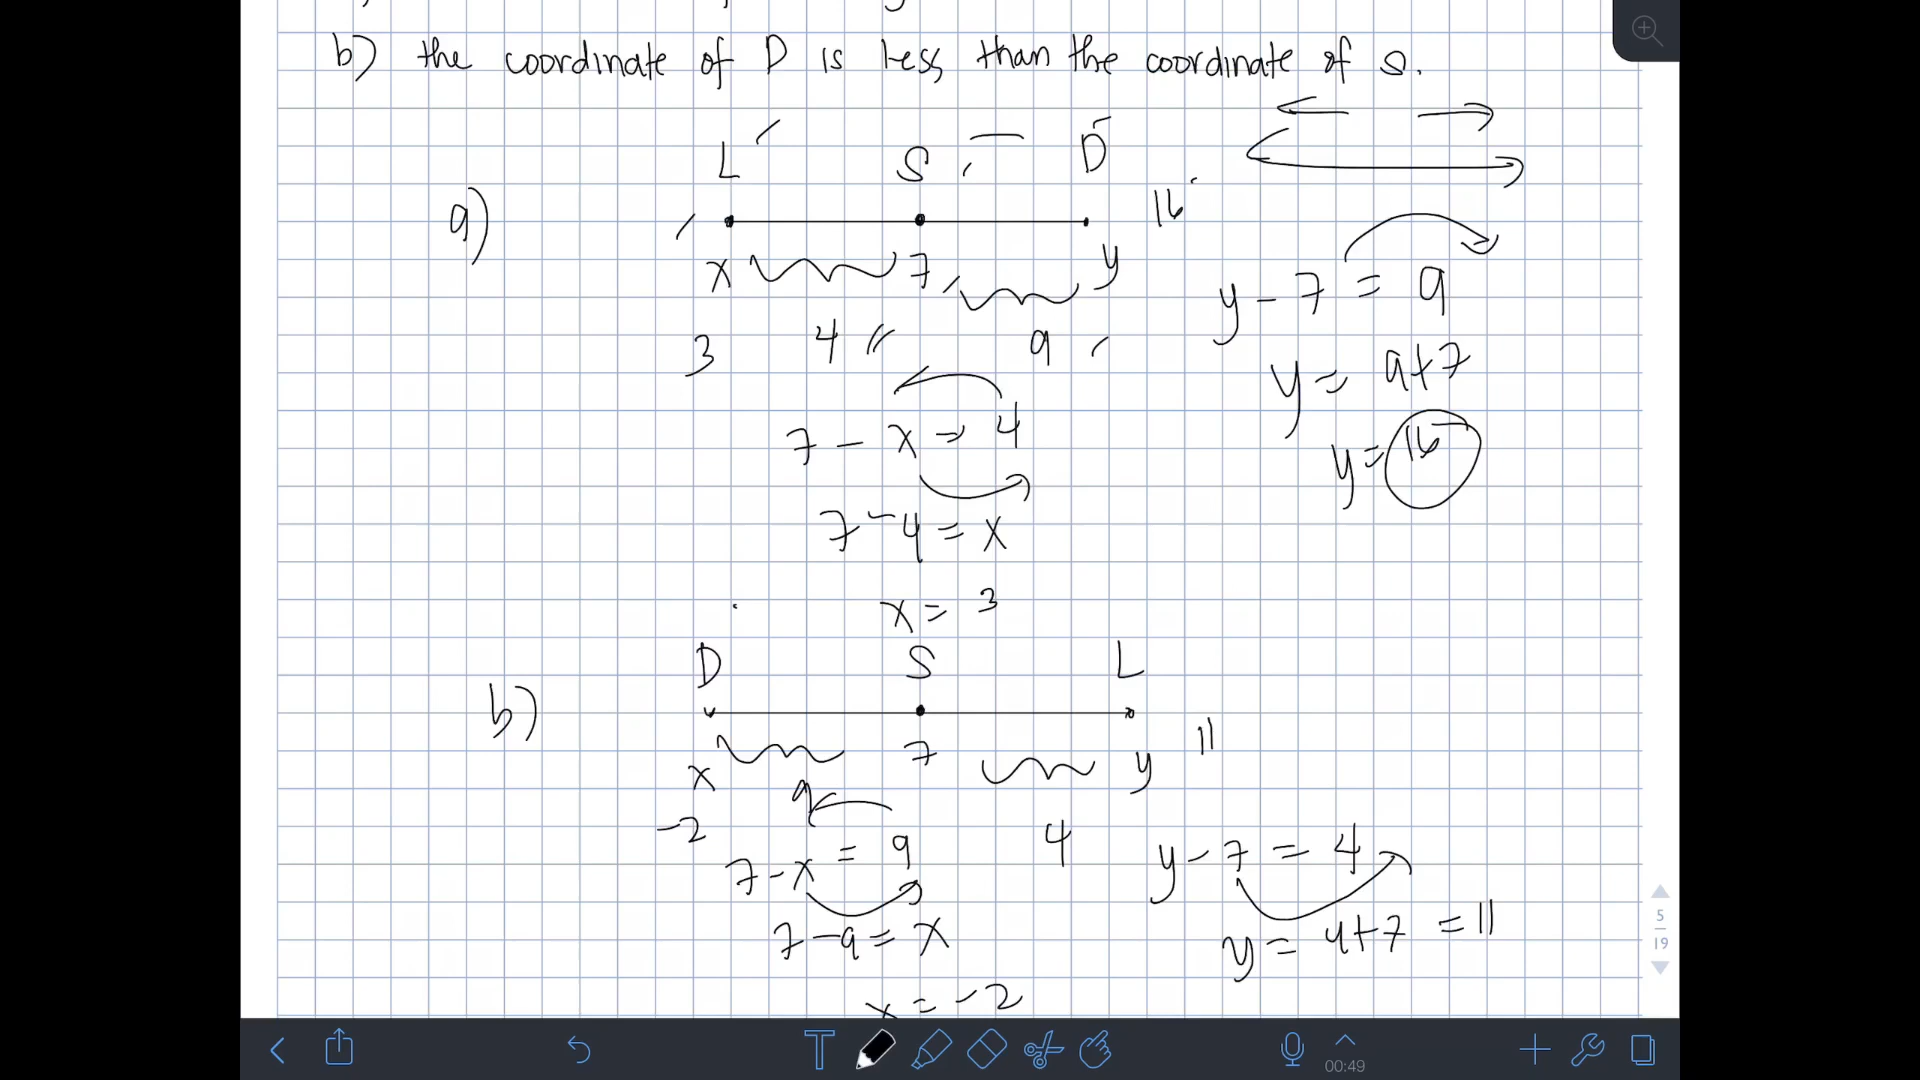 b) the coordinate of D is less than the coordinate of S.
L S D
a)
16
x 7 y
3 4 9
y - 7 = 9
y = 9+7
y = 16
7 - x = 4
7 - 4 = x
x = 3
D S L
b)
x 7 y 11
9
-2 4
7 - x = 9
7 - 9 = x
x = -2
y - 7 = 4
y = 4+7 = 11
5
19
T
00:49